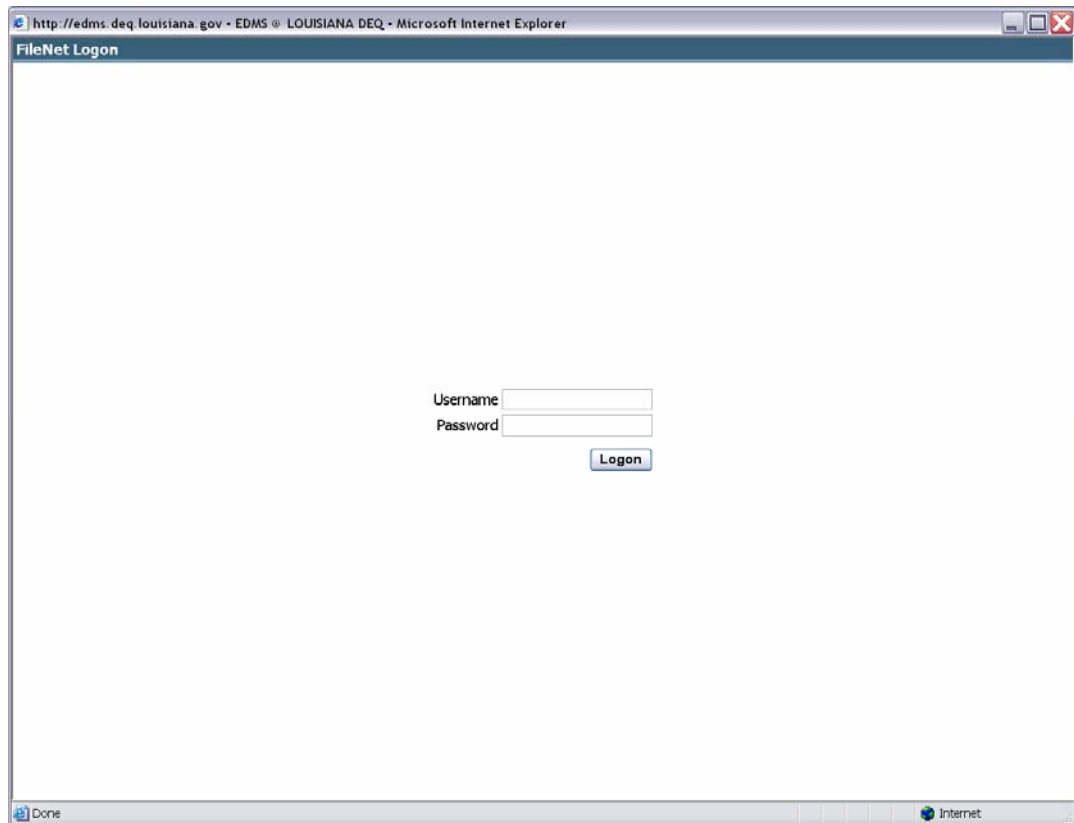 http://edms.deq.louisiana.gov - EDMS @ LOUISIANA DEQ - Microsoft Internet Explorer
FileNet Logon
Username
Password
Logon
Done
Internet